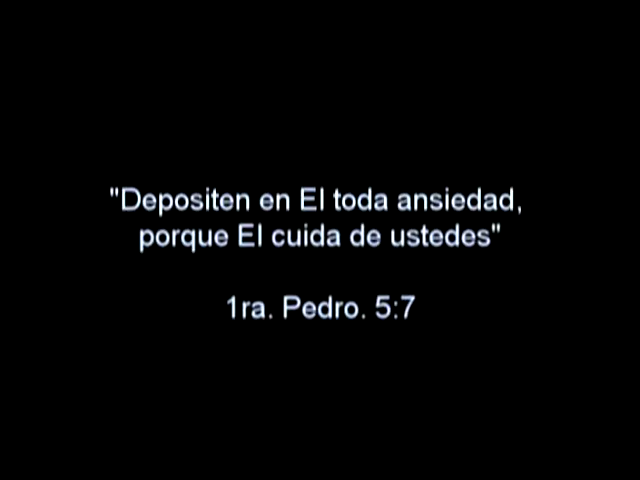 "Depositen en El toda ansiedad,
porque El cuida de ustedes"
1ra. Pedro. 5:7